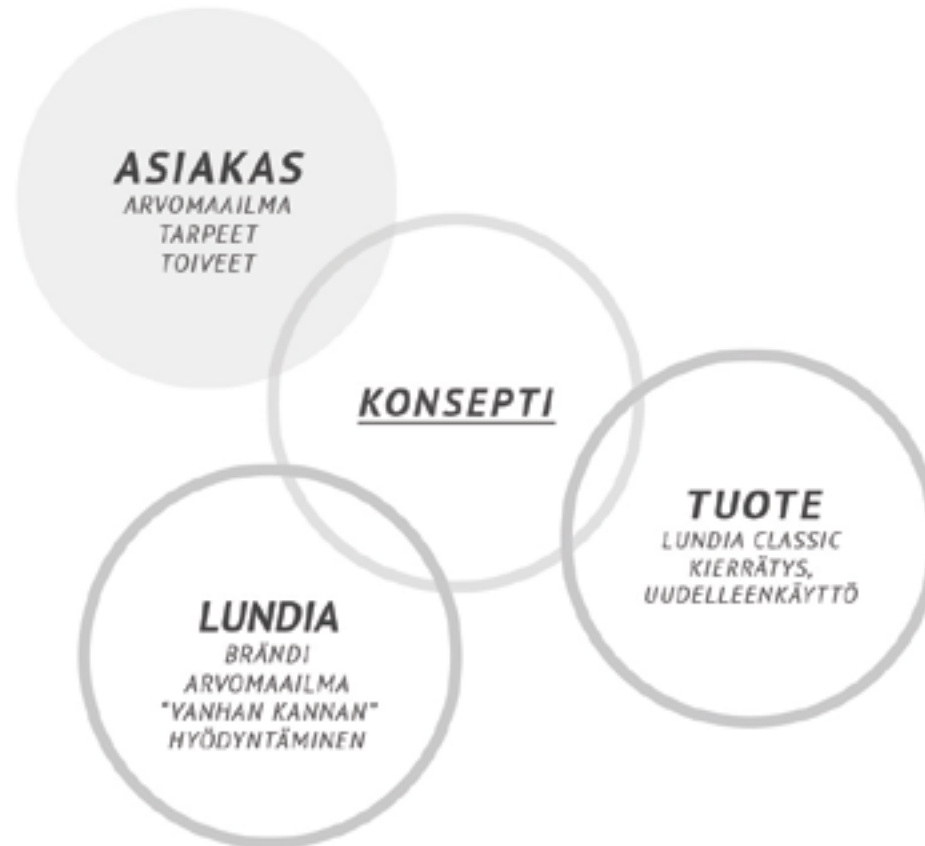 ASIAKAS
ARVOMAAILMA
TARPEET
TOIVEET
KONSEPTI
TUOTE
LUNDIA CLASSIC
KIERRÄTYS,
UUDELLEENKÄYTTÖ
LUNDIA
BRÄNDI
ARVOMAAILMA
"VANHAN KANNAN"
HYÖDYNTÄMINEN